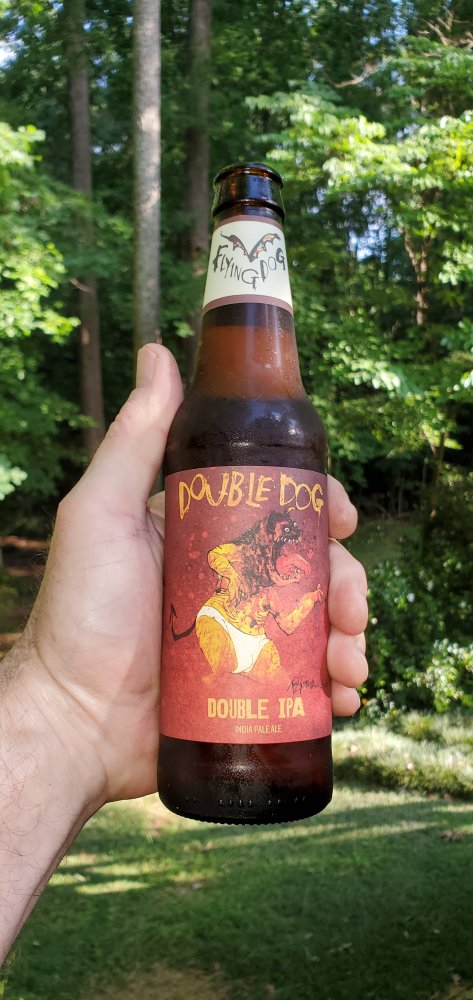 FLYING DOG
DOUBLE DOG
DOUBLE IPA
INDIA PALE ALE